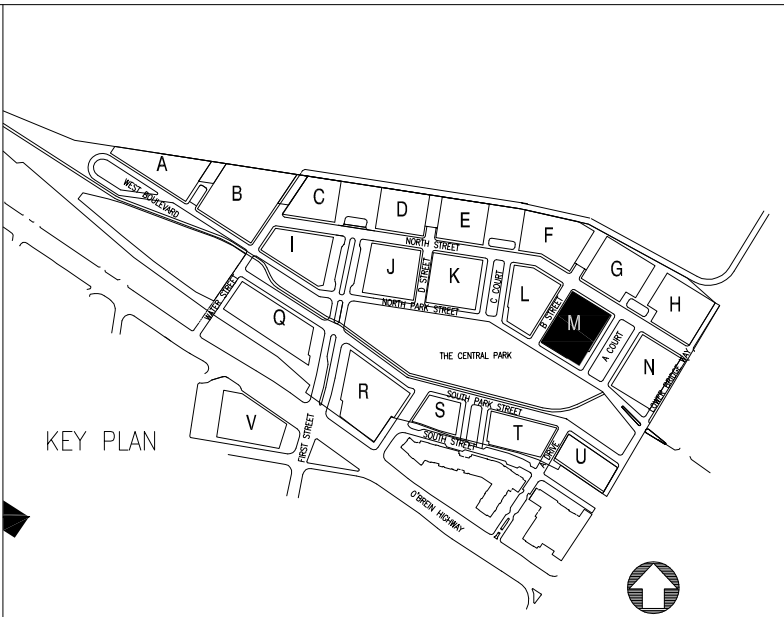 A
WEST BOULEVARD
B
C
D
E
F
G
H
NORTH STREET
I
J
D STREET
K
C COURT
L
B STREET
M
A COURT
N
NORTH PARK STREET
WATER STREET
THE CENTRAL PARK
LOWER BRIDGE WAY
Q
R
SOUTH PARK STREET
S
T
SOUTH STREET
A DRIVE
U
V
FIRST STREET
KEY PLAN
O'BREIN HIGHWAY